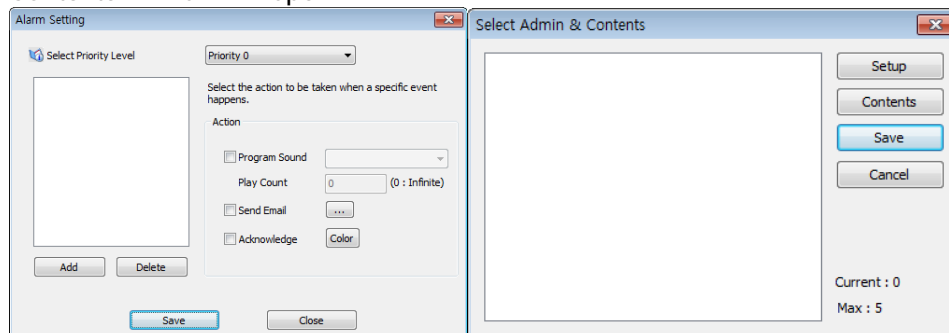 Alarm Setting
Select Priority Level
Priority 0
Select the action to be taken when a specific event
happens.
Action
Program Sound
Play Count
0
(0 : Infinite)
Send Email
...
Acknowledge
Color
Add
Delete
Save
Close
Select Admin & Contents
Setup
Contents
Save
Cancel
Current : 0
Max : 5